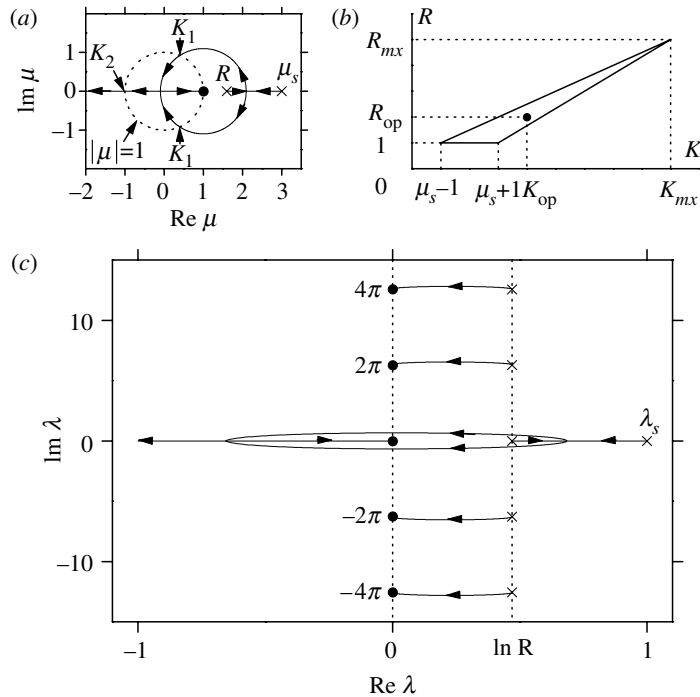 (a)
1
0
−1
Im μ
K₁
K₂
R
μₛ
|μ|=1
K₁
−2 −1 0 1 2 3
Re μ
(b)
R
Rₘₓ
Rₒₚ
1
0
K
μₛ−1 μₛ+1 Kₒₚ Kₘₓ
(c)
10
0
−10
Im λ
4π
2π
λₛ
−2π
−4π
−1 0 ln R 1
Re λ